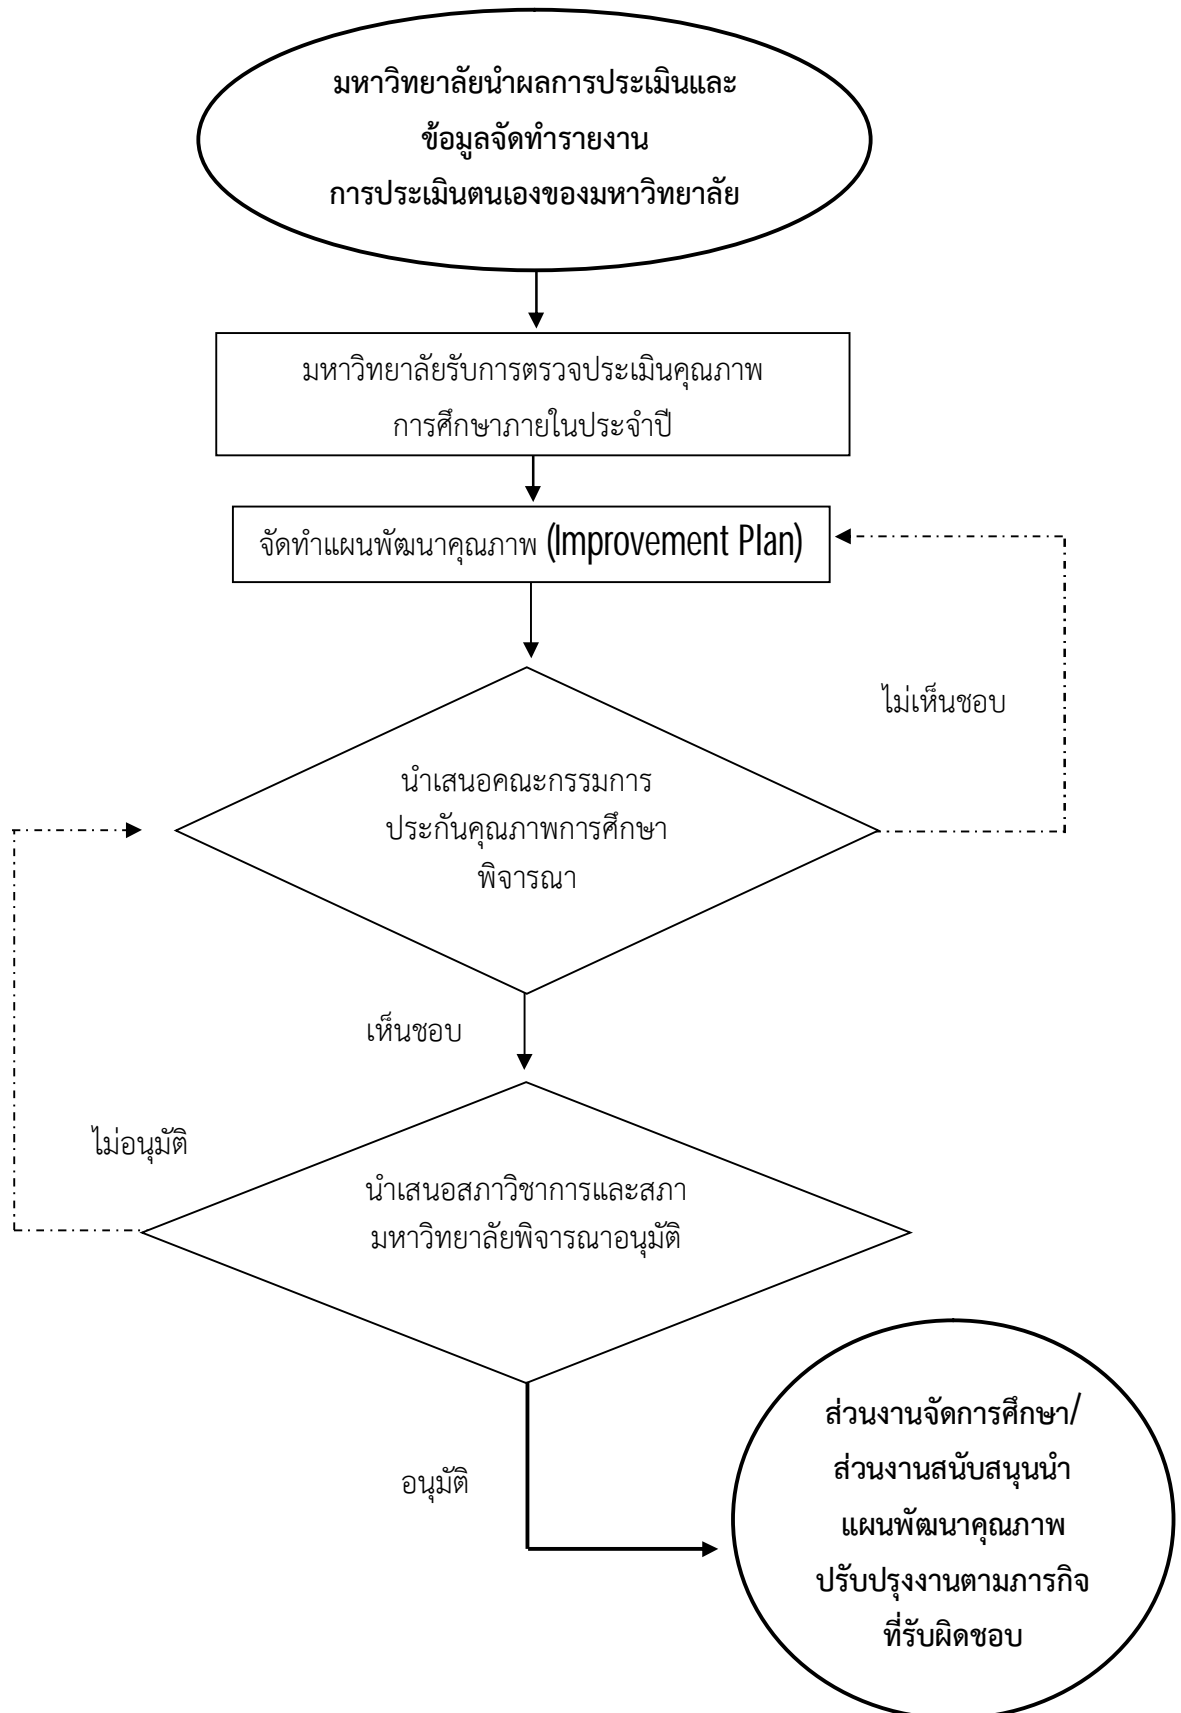 มหาวิทยาลัยนำผลการประเมินและ
ข้อมูลจัดทำรายงาน
การประเมินตนเองของมหาวิทยาลัย
มหาวิทยาลัยรับการตรวจประเมินคุณภาพ
การศึกษาภายในประจำปี
จัดทำแผนพัฒนาคุณภาพ (Improvement Plan)
ไม่เห็นชอบ
นำเสนอคณะกรรมการ
ประกันคุณภาพการศึกษา
พิจารณา
เห็นชอบ
ไม่อนุมัติ
นำเสนอสภาวิชาการและสภา
มหาวิทยาลัยพิจารณาอนุมัติ
อนุมัติ
ส่วนงานจัดการศึกษา/
ส่วนงานสนับสนุนนำ
แผนพัฒนาคุณภาพ
ปรับปรุงงานตามภารกิจ
ที่รับผิดชอบ